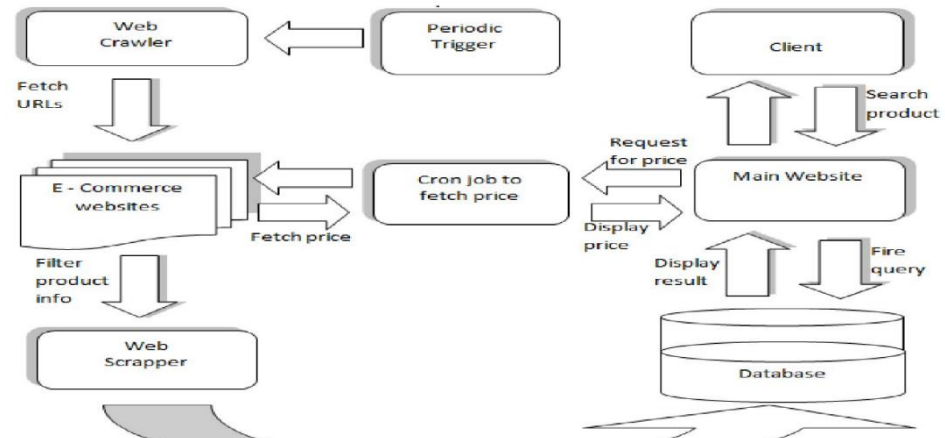 Web
Crawler
Periodic
Trigger
Client
Fetch
URLs
Search
product
Request
for price
E - Commerce
websites
Cron job to
fetch price
Main Website
Fetch price
Display
price
Filter
product
info
Display
result
Fire
query
Web
Scrapper
Database